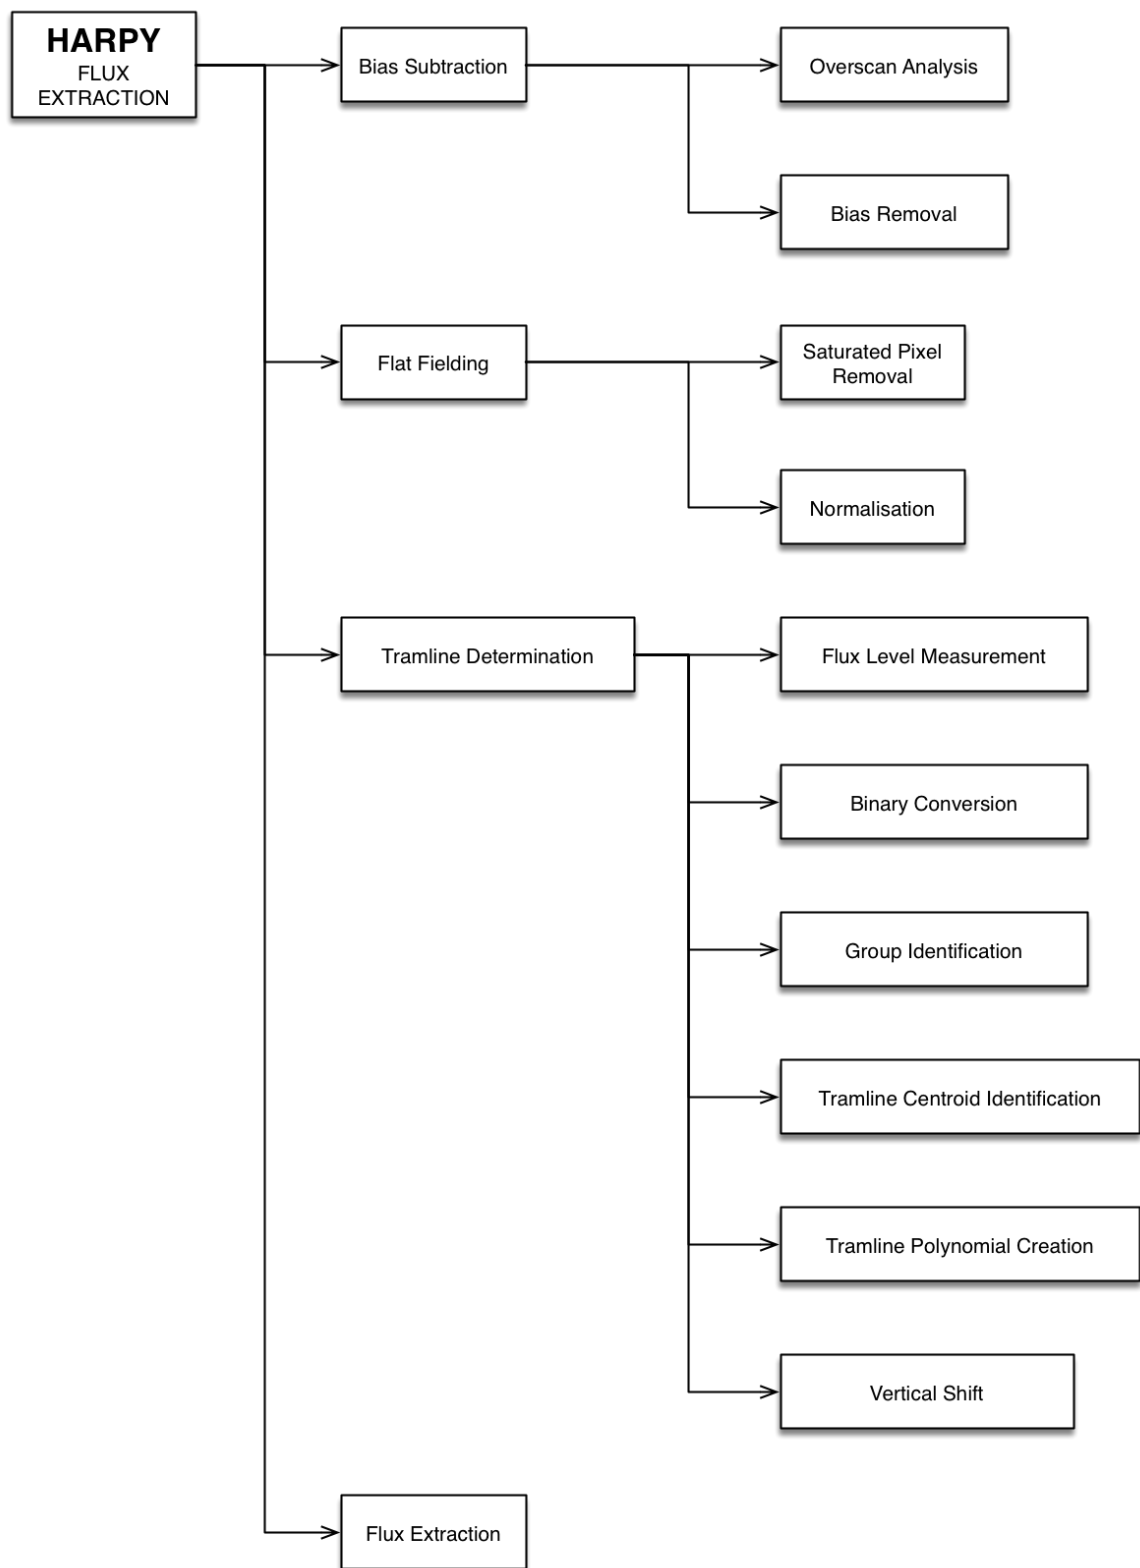 HARPY
FLUX
EXTRACTION
Bias Subtraction
Overscan Analysis
Bias Removal
Flat Fielding
Saturated Pixel
Removal
Normalisation
Tramline Determination
Flux Level Measurement
Binary Conversion
Group Identification
Tramline Centroid Identification
Tramline Polynomial Creation
Vertical Shift
Flux Extraction